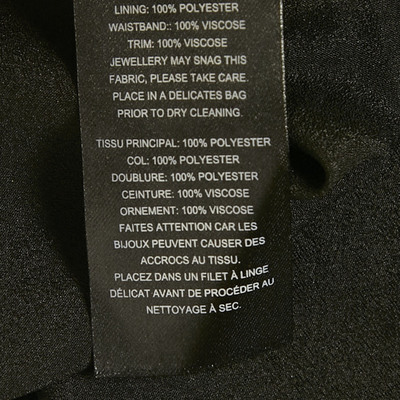 LINING: 100% POLYESTER
WAISTBAND:: 100% VISCOSE
TRIM: 100% VISCOSE
JEWELLERY MAY SNAG THIS
FABRIC, PLEASE TAKE CARE.
PLACE IN A DELICATES BAG
PRIOR TO DRY CLEANING.
TISSU PRINCIPAL: 100% POLYESTER
COL: 100% POLYESTER
DOUBLURE: 100% POLYESTER
CEINTURE: 100% VISCOSE
ORNEMENT: 100% VISCOSE
FAITES ATTENTION CAR LES
BIJOUX PEUVENT CAUSER DES
ACCROCS AU TISSU.
PLACEZ DANS UN FILET À LINGE
DÉLICAT AVANT DE PROCÉDER AU
NETTOYAGE À SEC.